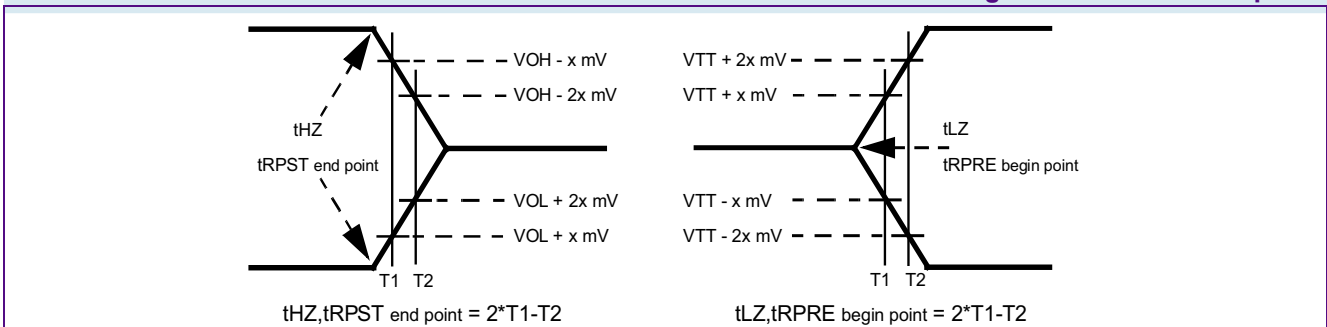 VOH - x mV
VOH - 2x mV
tHZ
tRPST end point
VOL + 2x mV
VOL + x mV
T1 T2
tHZ,tRPST end point = 2*T1-T2
VTT + 2x mV
VTT + x mV
tLZ
tRPRE begin point
VTT - x mV
VTT - 2x mV
T1 T2
tLZ,tRPRE begin point = 2*T1-T2